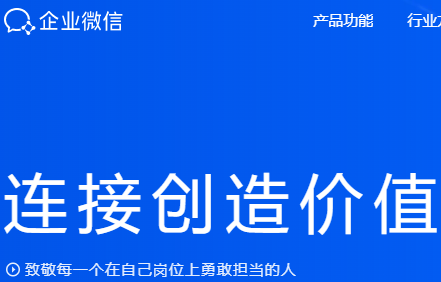 企业微信 产品功能 行业
连接创造价值
致敬每一个在自己岗位上勇敢担当的人